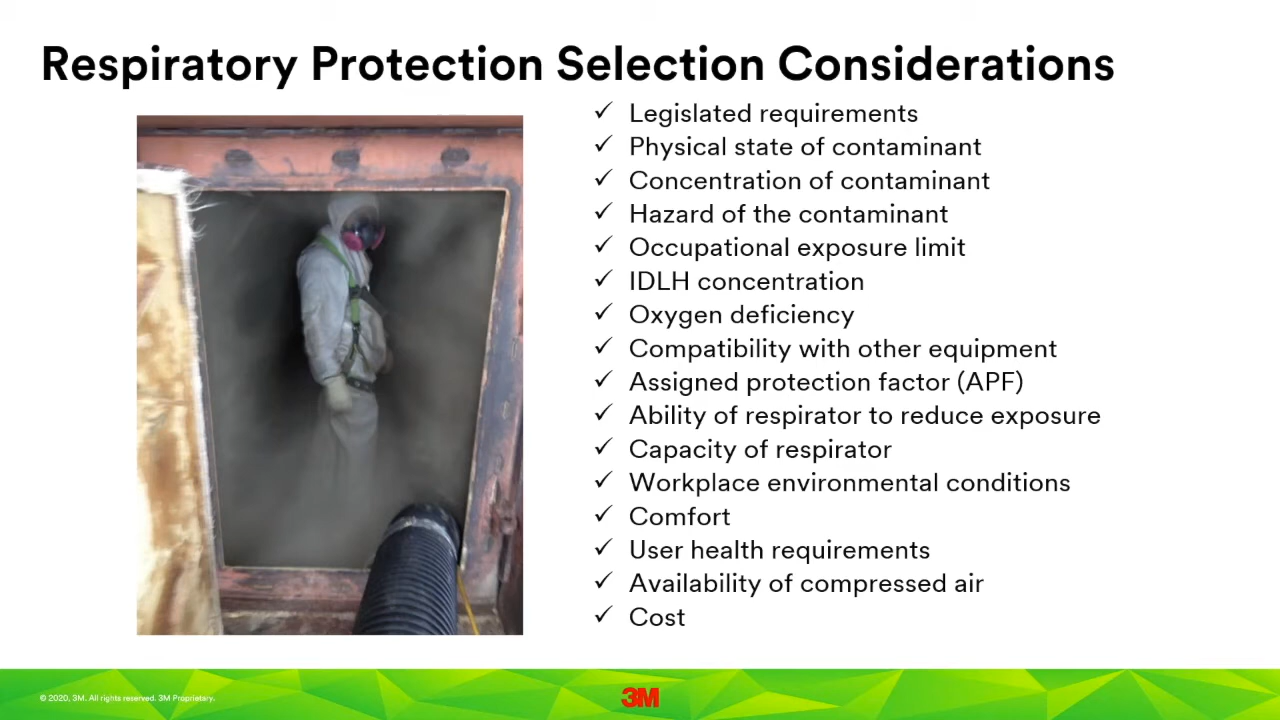 Respiratory Protection Selection Considerations
✓ Legislated requirements
✓ Physical state of contaminant
✓ Concentration of contaminant
✓ Hazard of the contaminant
✓ Occupational exposure limit
✓ IDLH concentration
✓ Oxygen deficiency
✓ Compatibility with other equipment
✓ Assigned protection factor (APF)
✓ Ability of respirator to reduce exposure
✓ Capacity of respirator
✓ Workplace environmental conditions
✓ Comfort
✓ User health requirements
✓ Availability of compressed air
✓ Cost
© 2020, 3M. All rights reserved. 3M Proprietary.
3M